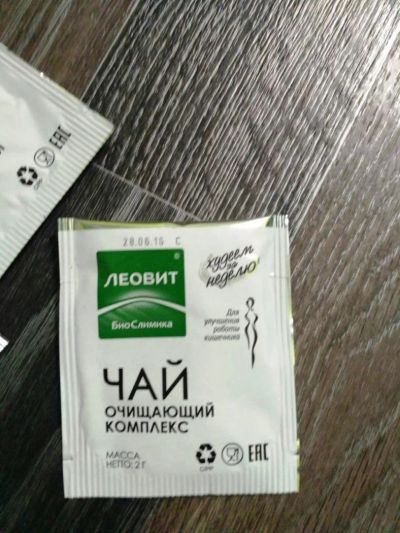 28.06.16 С
ЛЕОВИТ
БиоСлимика
худеем
за
неделю
Для
улучшения
работы
кишечника
ЧАЙ
ОЧИЩАЮЩИЙ
КОМПЛЕКС
МАССА
НЕТТО: 2 Г
EAC
EAC